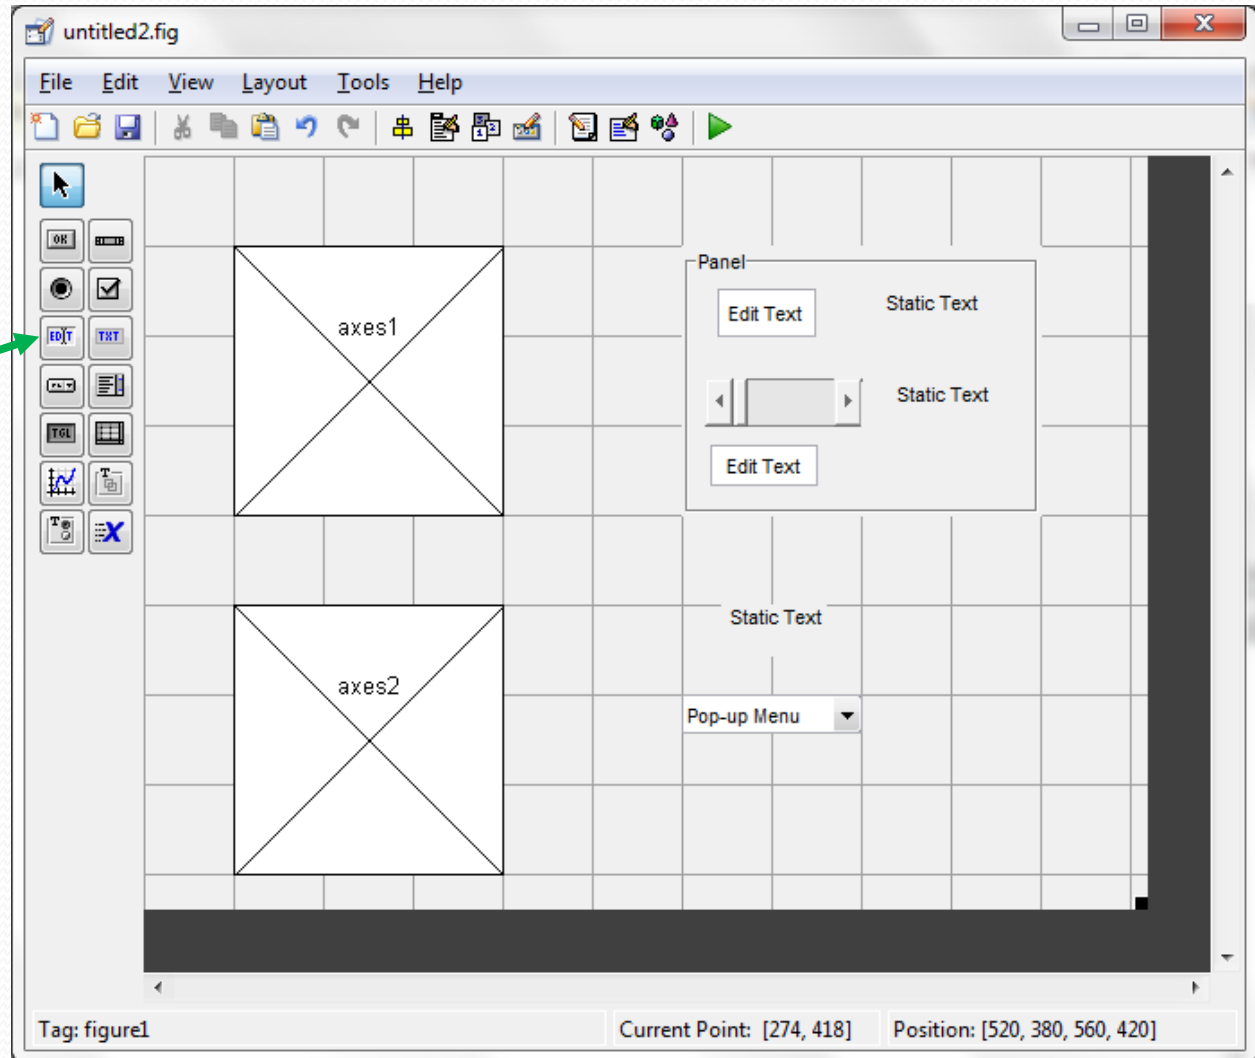 untitled2.fig
File Edit View Layout Tools Help
OK
EDIT TXT
TGL
T
T X
axes1
Panel
Edit Text Static Text
Static Text
Edit Text
axes2
Static Text
Pop-up Menu
Tag: figure1 Current Point: [274, 418] Position: [520, 380, 560, 420]